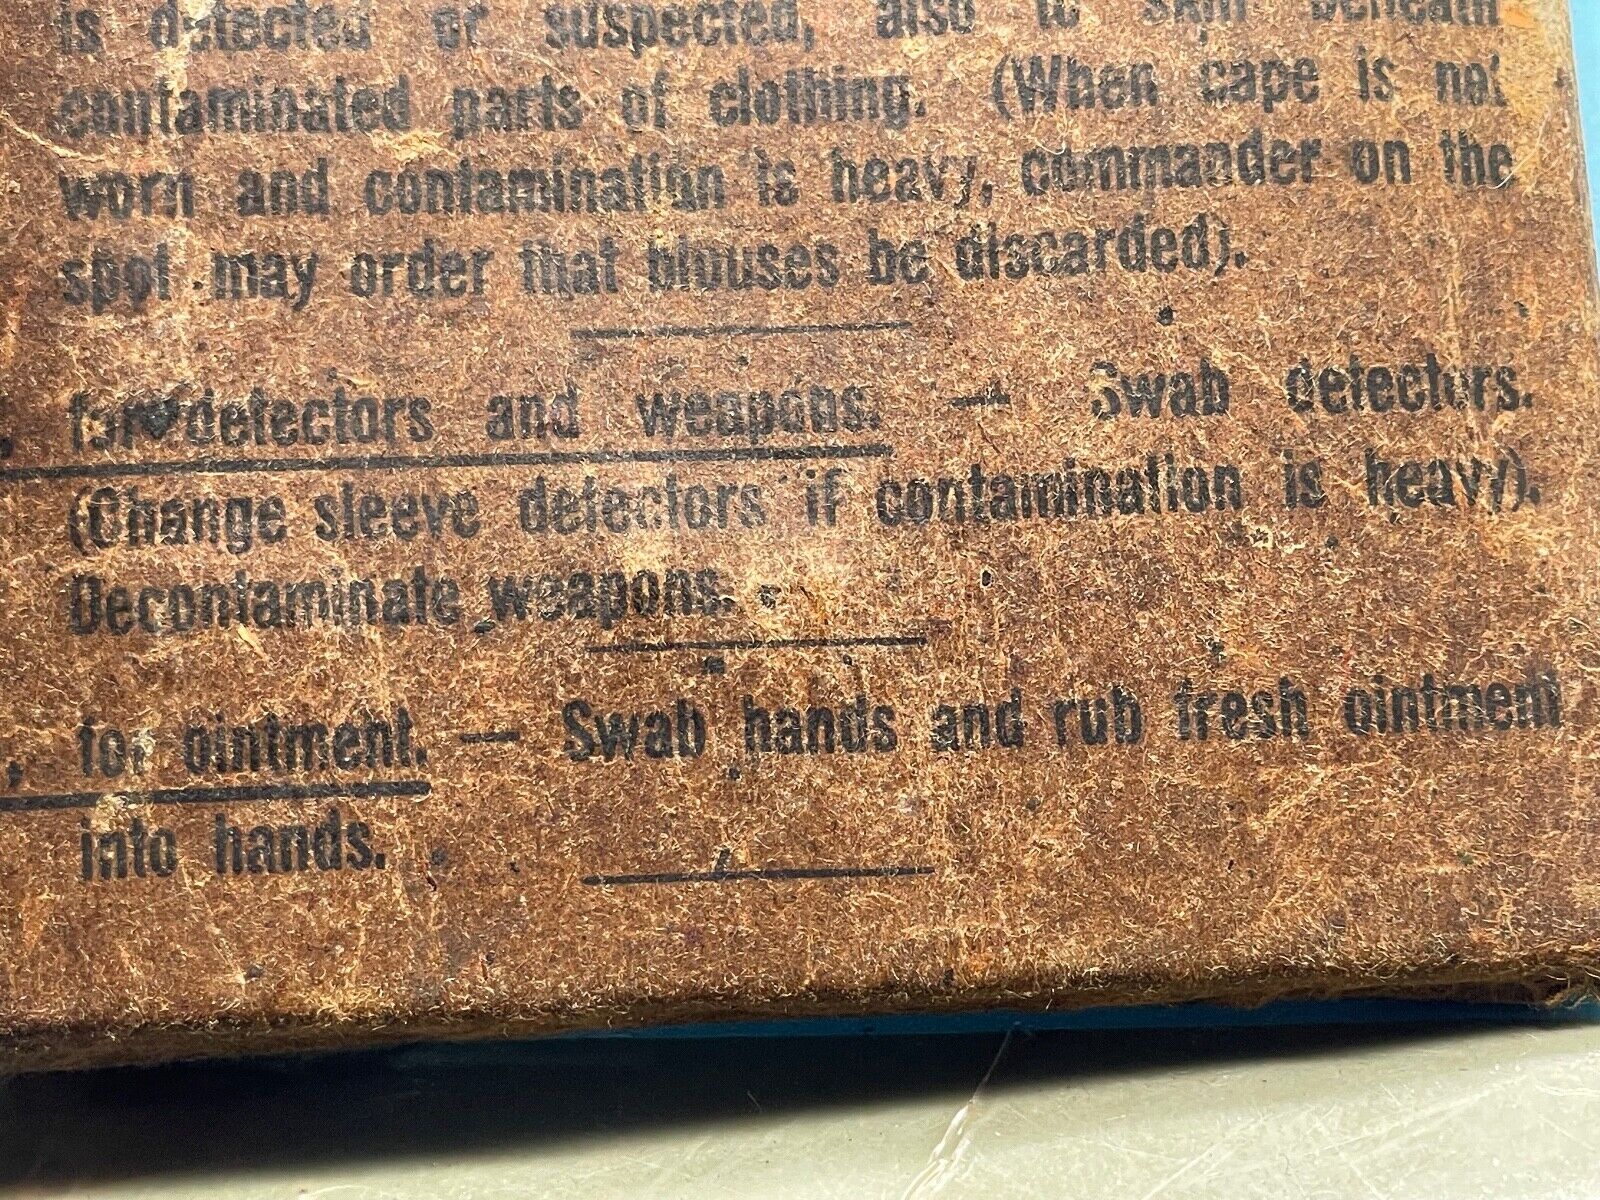 is detected or suspected, also to skin beneath
contaminated parts of clothing. (When cape is not
worn and contamination is heavy, commander on the
spot may order that blouses be discarded).
, for detectors and weapons. — Swab detectors.
(Change sleeve detectors if contamination is heavy).
Decontaminate weapons.
, for ointment. — Swab hands and rub fresh ointment
into hands.